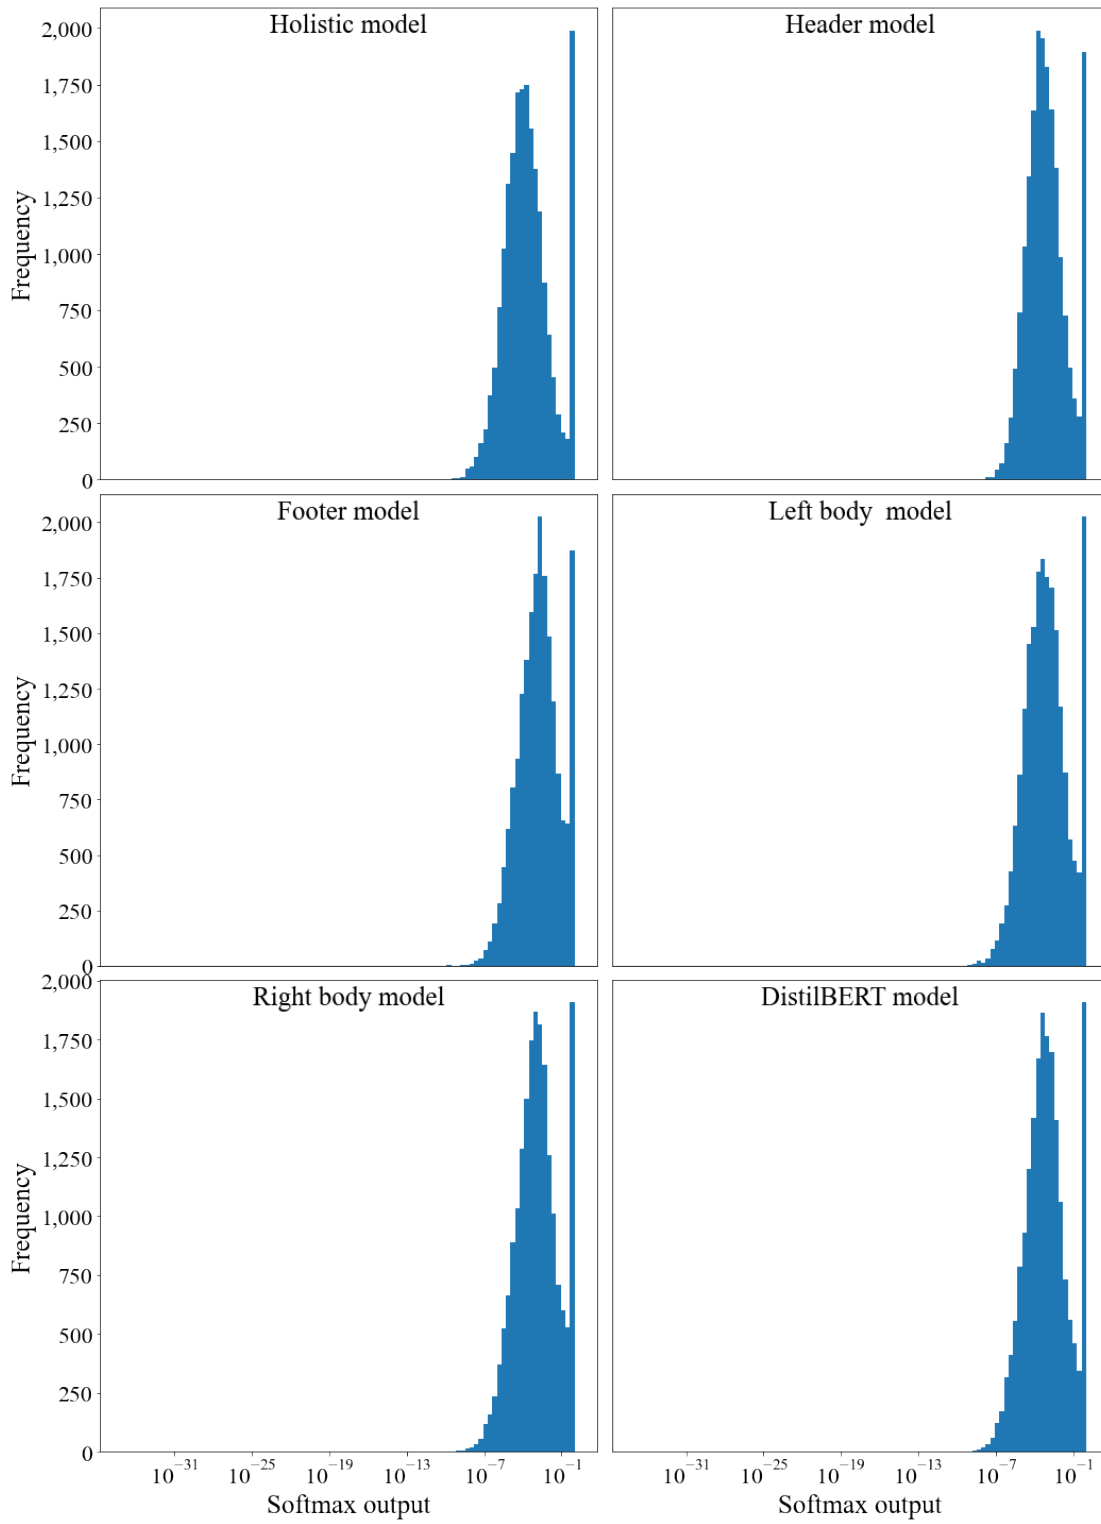 Holistic model
Header model
2,000
1,750
1,500
1,250
1,000
750
500
250
0
Frequency
Footer model
Left body  model
2,000
1,750
1,500
1,250
1,000
750
500
250
0
Frequency
Right body model
DistilBERT model
2,000
1,750
1,500
1,250
1,000
750
500
250
0
Frequency
10⁻³¹ 10⁻²⁵ 10⁻¹⁹ 10⁻¹³ 10⁻⁷ 10⁻¹
Softmax output
10⁻³¹ 10⁻²⁵ 10⁻¹⁹ 10⁻¹³ 10⁻⁷ 10⁻¹
Softmax output